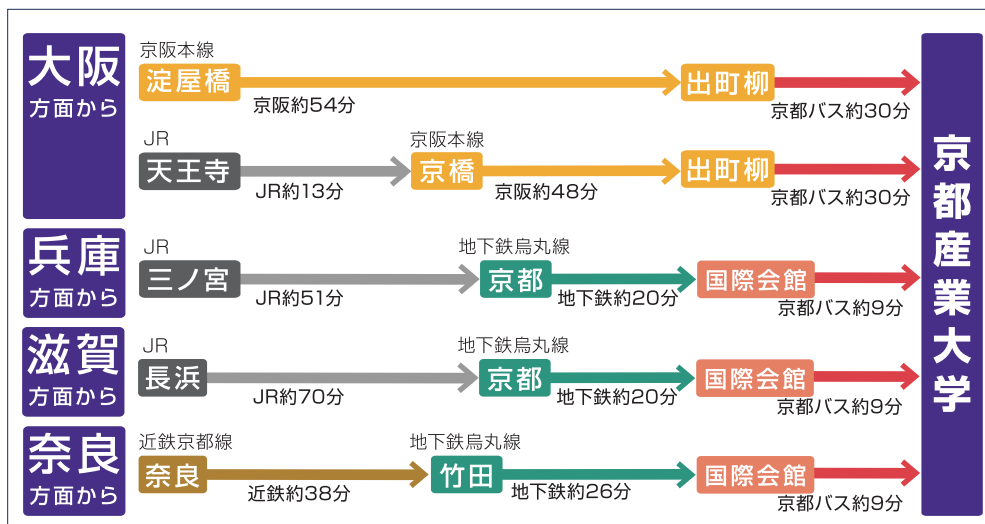 大阪
方面から
京阪本線
淀屋橋
京阪約54分
出町柳
京都バス約30分
JR
天王寺
JR約13分
京阪本線
京橋
京阪約48分
出町柳
京都バス約30分
兵庫
方面から
JR
三ノ宮
JR約51分
地下鉄烏丸線
京都
地下鉄約20分
国際会館
京都バス約9分
滋賀
方面から
JR
長浜
JR約70分
地下鉄烏丸線
京都
地下鉄約20分
国際会館
京都バス約9分
奈良
方面から
近鉄京都線
奈良
近鉄約38分
地下鉄烏丸線
竹田
地下鉄約26分
国際会館
京都バス約9分
京都産業大学